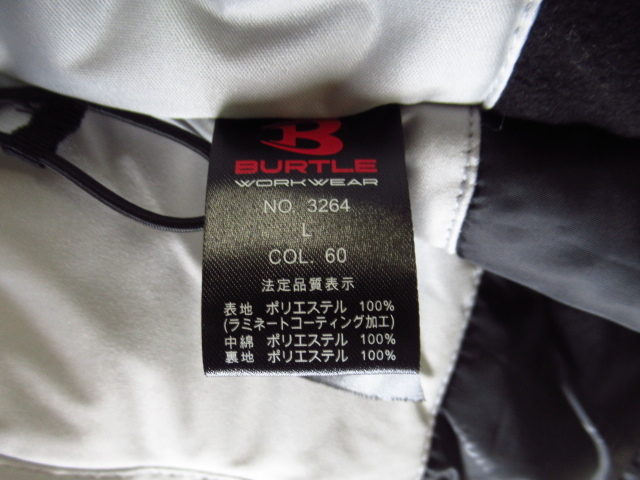 B
BURTLE
WORKWEAR
NO. 3264
L
COL. 60
法定品質表示
表地 ポリエステル 100%
(ラミネートコーティング加工)
中綿 ポリエステル 100%
裏地 ポリエステル 100%